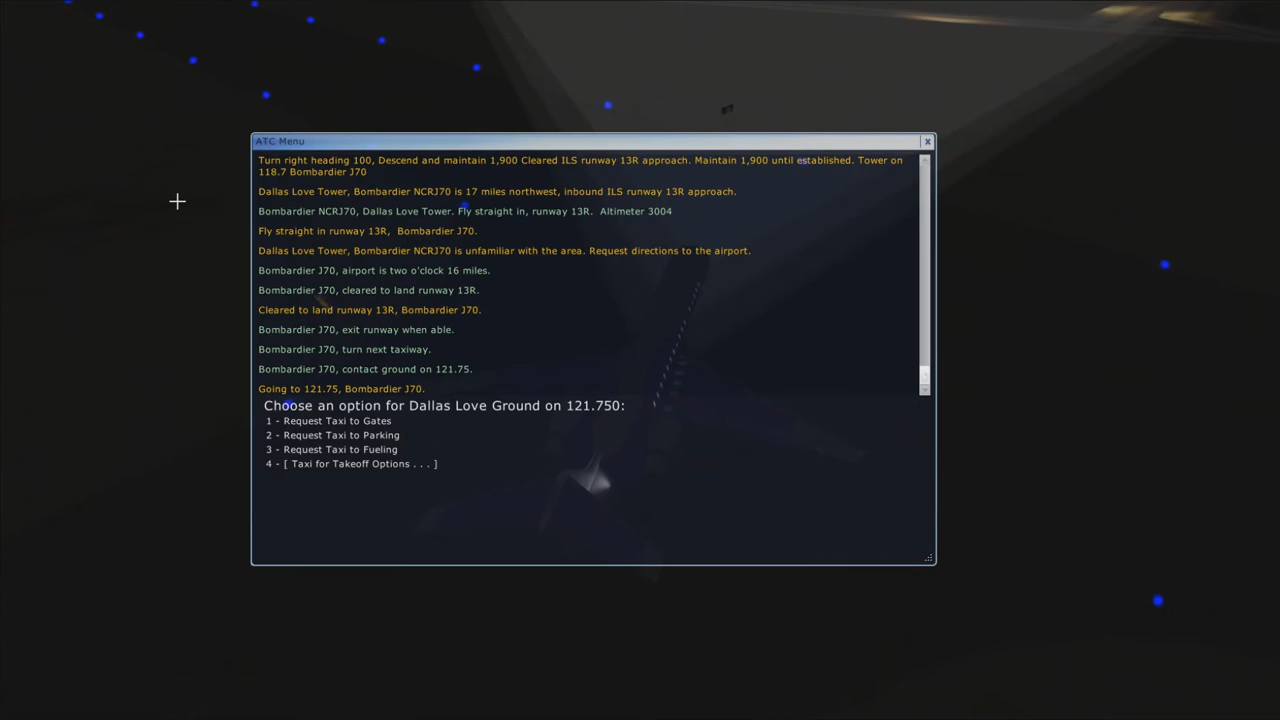 ATC Menu
x
Turn right heading 100, Descend and maintain 1,900 Cleared ILS runway 13R approach. Maintain 1,900 until established. Tower on
118.7 Bombardier J70
Dallas Love Tower, Bombardier NCRJ70 is 17 miles northwest, inbound ILS runway 13R approach.
Bombardier NCRJ70, Dallas Love Tower. Fly straight in, runway 13R.  Altimeter 3004
Fly straight in runway 13R,  Bombardier J70.
Dallas Love Tower, Bombardier NCRJ70 is unfamiliar with the area. Request directions to the airport.
Bombardier J70, airport is two o'clock 16 miles.
Bombardier J70, cleared to land runway 13R.
Cleared to land runway 13R, Bombardier J70.
Bombardier J70, exit runway when able.
Bombardier J70, turn next taxiway.
Bombardier J70, contact ground on 121.75.
Going to 121.75, Bombardier J70.
Choose an option for Dallas Love Ground on 121.750:
1 - Request Taxi to Gates
2 - Request Taxi to Parking
3 - Request Taxi to Fueling
4 - [ Taxi for Takeoff Options . . . ]